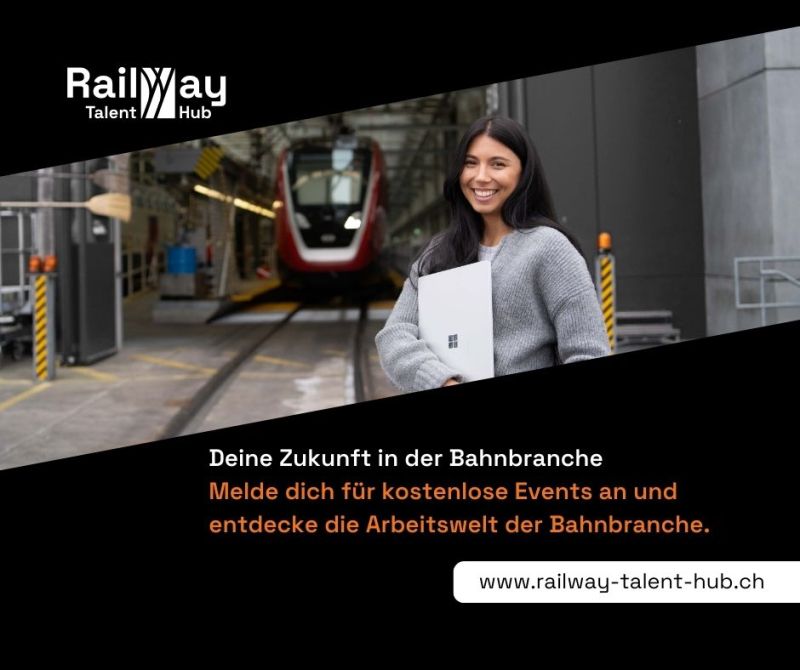 Railway
Talent Hub
Deine Zukunft in der Bahnbranche
Melde dich für kostenlose Events an und
entdecke die Arbeitswelt der Bahnbranche.
www.railway-talent-hub.ch